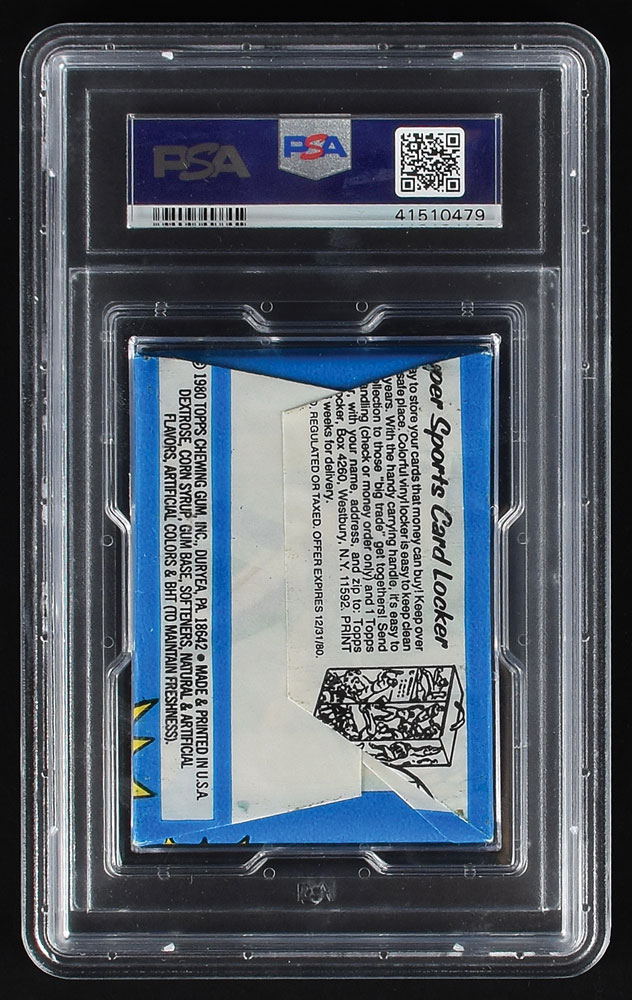 PSA
PSA
41510479
per Sports Card Locker
ay to store your cards that money can buy! Keep over
safe place. Colorful vinyl locker is easy to keep clean
years. With the handy carrying handle, it's easy to
llection to those "big trade" get togethers! Send
ndling (check or money order only) and 1 Topps
, with your name, address, and zip to: Topps
ocker, Box 4260, Westbury, N.Y. 11592. PRINT
weeks for delivery.
D, REGULATED OR TAXED. OFFER EXPIRES 12/31/80.
© 1980 TOPPS CHEWING GUM, INC., DURYEA, PA. 18642 • MADE & PRINTED IN U.S.A.
DEXTROSE, CORN SYRUP, GUM BASE, SOFTENERS, NATURAL & ARTIFICIAL
FLAVORS, ARTIFICIAL COLORS & BHT (TO MAINTAIN FRESHNESS).
PSA